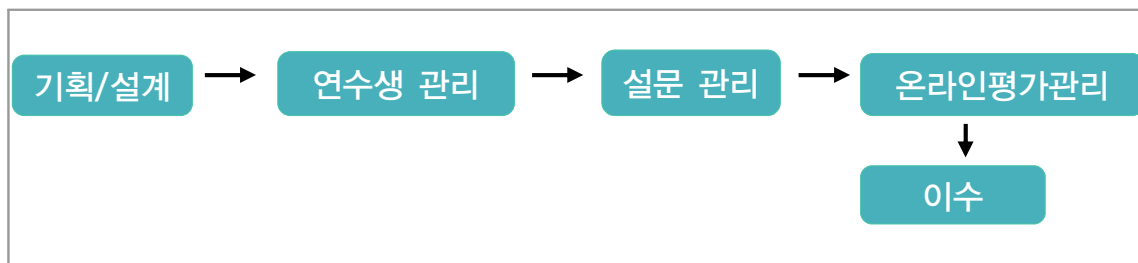 기획/설계
연수생 관리
설문 관리
온라인평가관리
이수